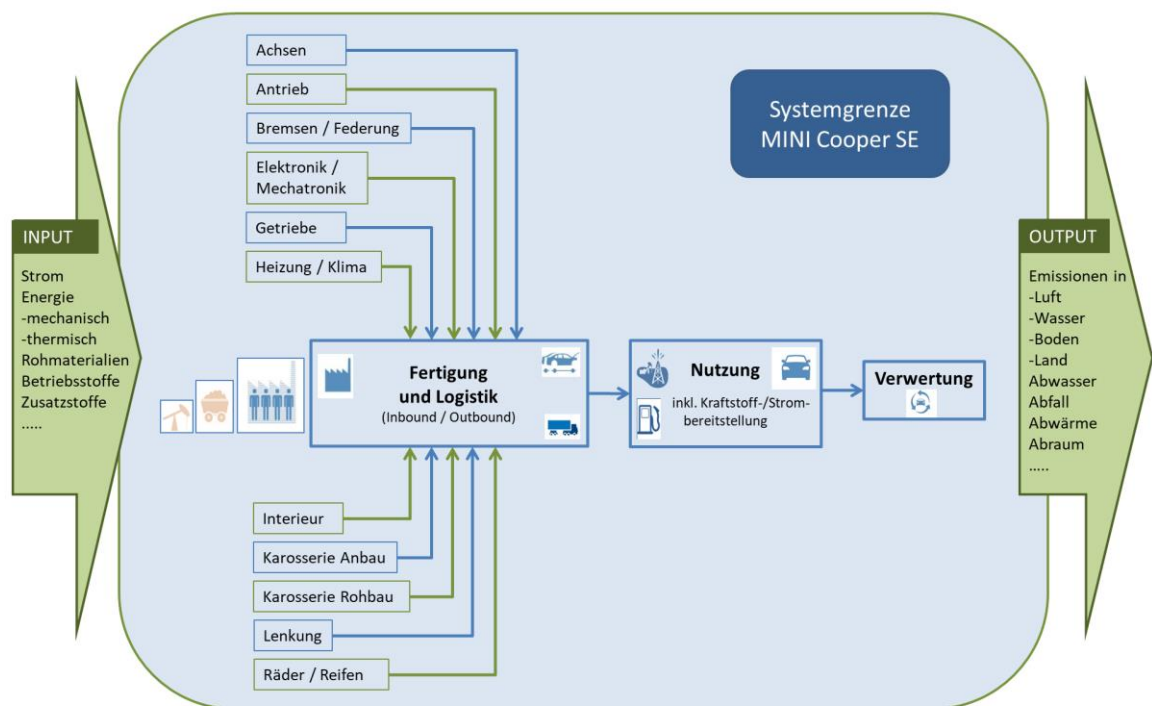 Achsen
Antrieb
Bremsen / Federung
Elektronik /
Mechatronik
Getriebe
Heizung / Klima
Systemgrenze
MINI Cooper SE
INPUT
Strom
Energie
-mechanisch
-thermisch
Rohmaterialien
Betriebsstoffe
Zusatzstoffe
.....
Fertigung
und Logistik
(Inbound / Outbound)
Nutzung
inkl. Kraftstoff-/Strom-
bereitstellung
Verwertung
OUTPUT
Emissionen in
-Luft
-Wasser
-Boden
-Land
Abwasser
Abfall
Abwärme
Abraum
.....
Interieur
Karosserie Anbau
Karosserie Rohbau
Lenkung
Räder / Reifen